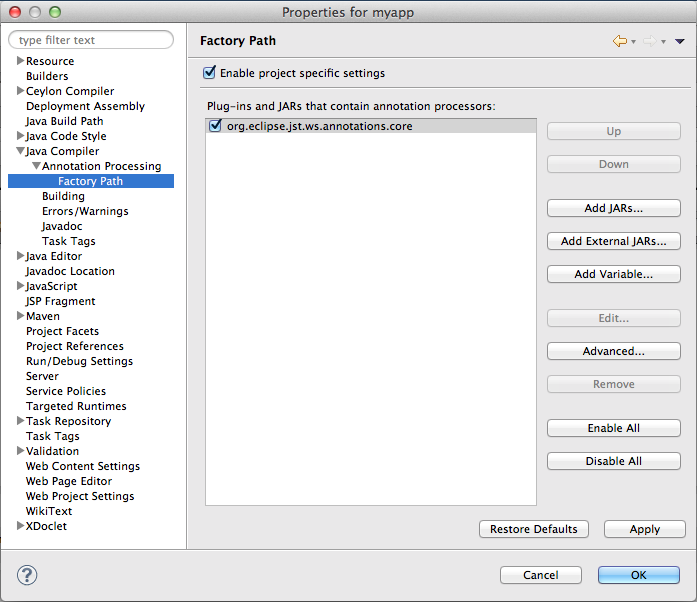 Properties for myapp
type filter text
Resource
Builders
Ceylon Compiler
Deployment Assembly
Java Build Path
Java Code Style
Java Compiler
Annotation Processing
Factory Path
Building
Errors/Warnings
Javadoc
Task Tags
Java Editor
Javadoc Location
JavaScript
JSP Fragment
Maven
Project Facets
Project References
Run/Debug Settings
Server
Service Policies
Targeted Runtimes
Task Repository
Task Tags
Validation
Web Content Settings
Web Page Editor
Web Project Settings
WikiText
XDoclet
Factory Path
Enable project specific settings
Plug-ins and JARs that contain annotation processors:
org.eclipse.jst.ws.annotations.core
Up
Down
Add JARs...
Add External JARs...
Add Variable...
Edit...
Advanced...
Remove
Enable All
Disable All
Restore Defaults
Apply
?
Cancel
OK